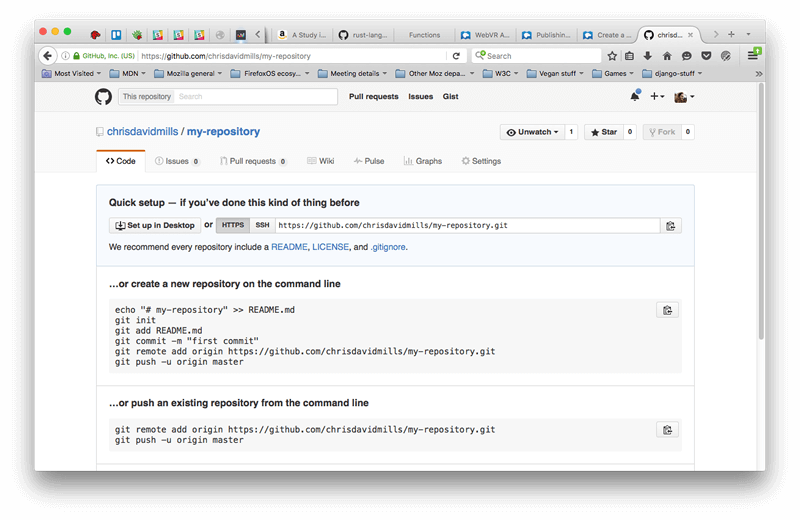 A Study i...
rust-lang...
Functions
WebVR A...
Publishin...
Create a ...
chrisd...
GitHub, Inc. (US)
https://github.com/chrisdavidmills/my-repository
Search
Most Visited
MDN
Mozilla general
FirefoxOS ecosy...
Meeting details
Other Moz depa...
W3C
Vegan stuff
Games
django-stuff
This repository
Search
Pull requests
Issues
Gist
chrisdavidmills / my-repository
Unwatch
1
Star
0
Fork
0
Code
Issues 0
Pull requests 0
Wiki
Pulse
Graphs
Settings
Quick setup — if you've done this kind of thing before
Set up in Desktop
or
HTTPS
SSH
https://github.com/chrisdavidmills/my-repository.git
We recommend every repository include a README, LICENSE, and .gitignore.
…or create a new repository on the command line
echo "# my-repository" >> README.md
git init
git add README.md
git commit -m "first commit"
git remote add origin https://github.com/chrisdavidmills/my-repository.git
git push -u origin master
…or push an existing repository from the command line
git remote add origin https://github.com/chrisdavidmills/my-repository.git
git push -u origin master